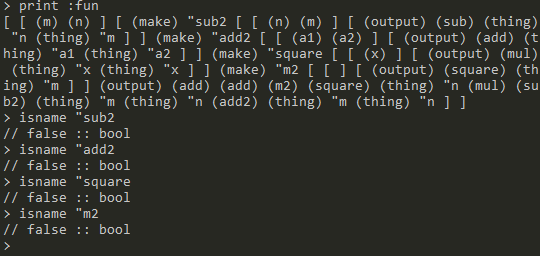 > print :fun
[ [ (m) (n) ] [ (make) "sub2 [ [ (n) (m) ] [ (output) (sub) (thing)
 "n (thing) "m ] ] (make) "add2 [ [ (a1) (a2) ] [ (output) (add) (t
hing) "a1 (thing) "a2 ] ] (make) "square [ [ (x) ] [ (output) (mul)
 (thing) "x (thing) "x ] ] (make) "m2 [ [ ] [ (output) (square) (th
ing) "m ] ] (output) (add) (add) (m2) (square) (thing) "n (mul) (su
b2) (thing) "m (thing) "n (add2) (thing) "m (thing) "n ] ]
> isname "sub2
// false :: bool
> isname "add2
// false :: bool
> isname "square
// false :: bool
> isname "m2
// false :: bool
>